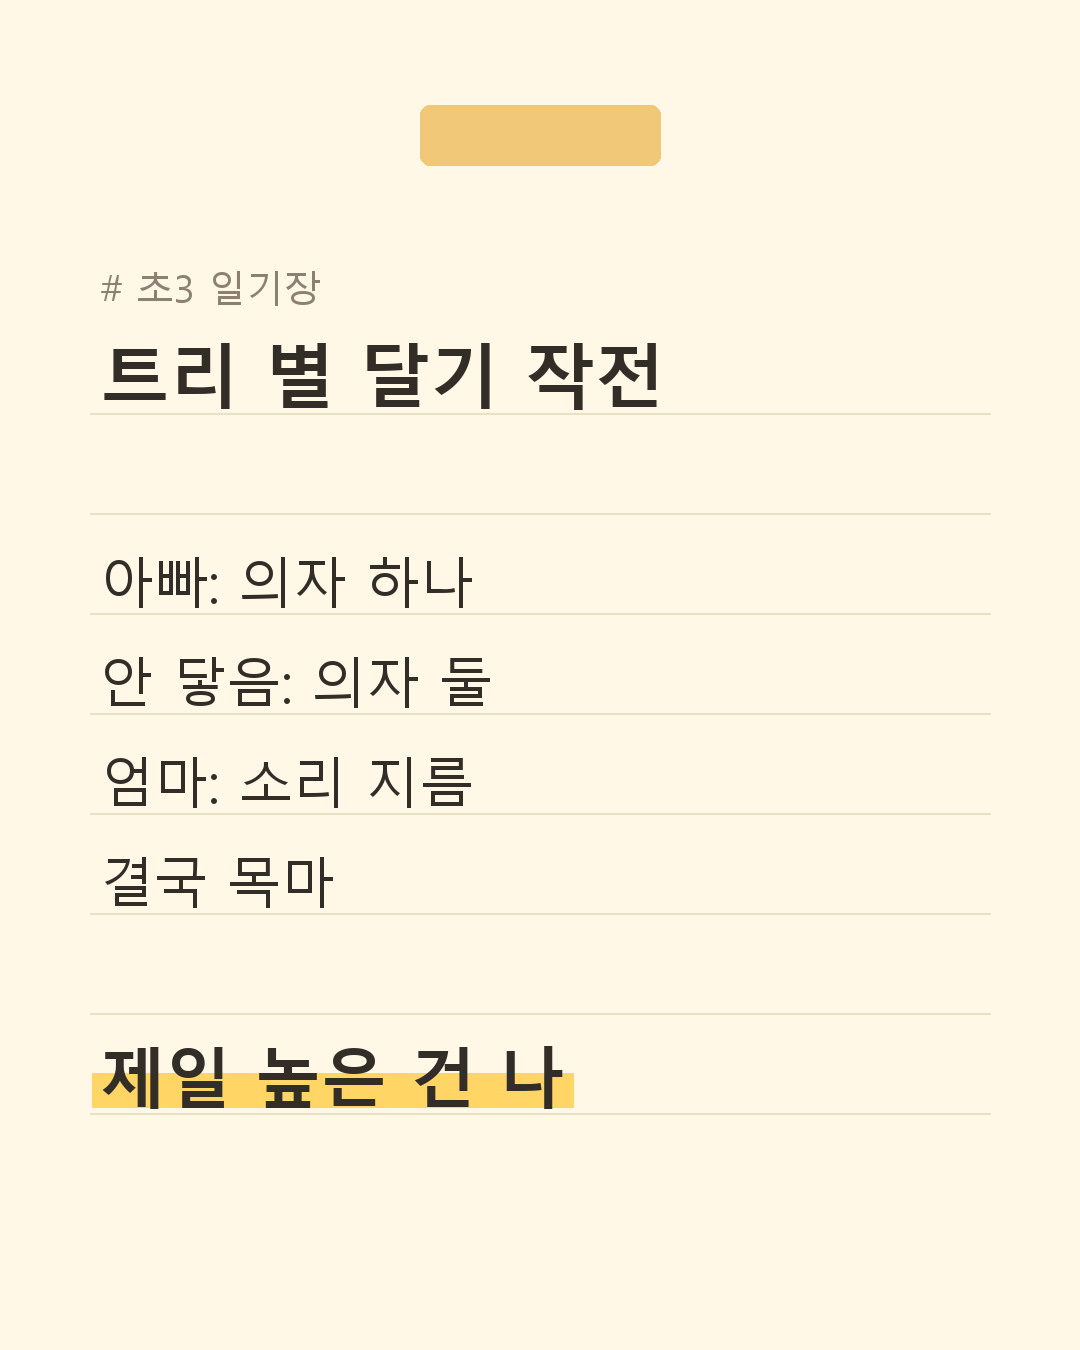 # 초3 일기장
트리 별 달기 작전
아빠: 의자 하나
안 닿음: 의자 둘
엄마: 소리 지름
결국 목마
제일 높은 건 나